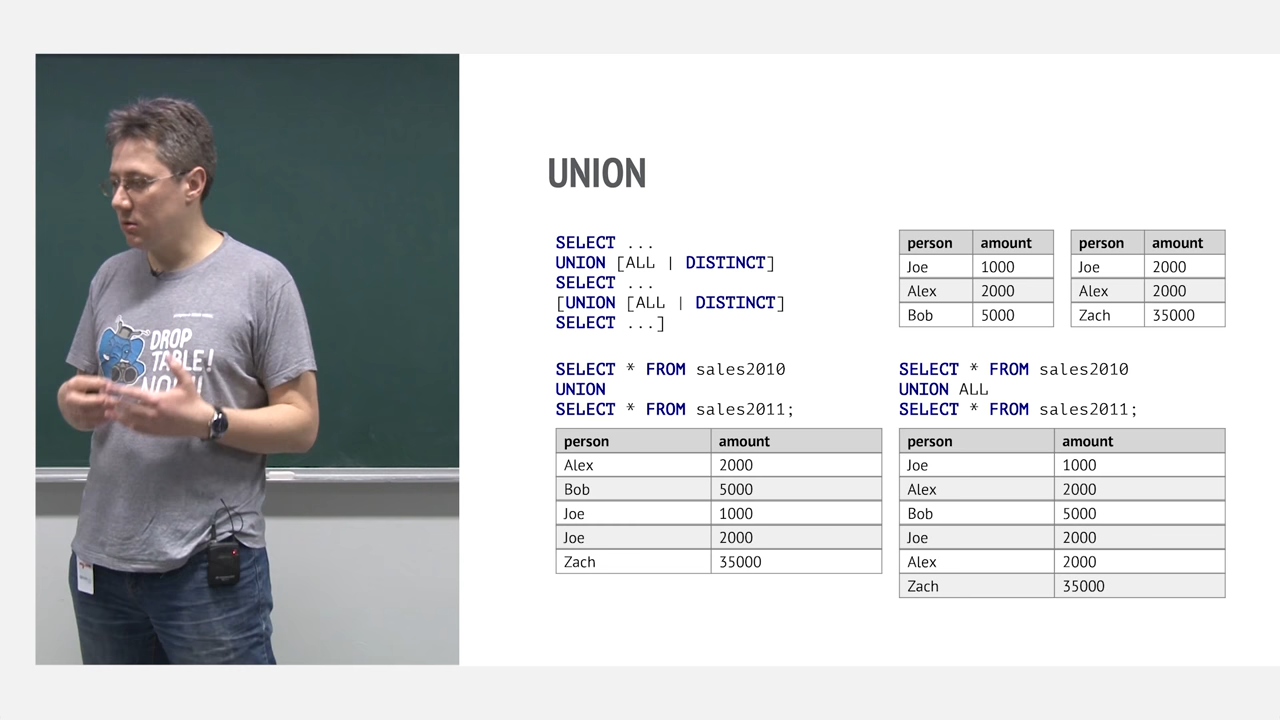 UNION
SELECT ...
UNION [ALL | DISTINCT]
SELECT ...
[UNION [ALL | DISTINCT]
SELECT ...]
person amount
Joe 1000
Alex 2000
Bob 5000
person amount
Joe 2000
Alex 2000
Zach 35000
SELECT * FROM sales2010
UNION
SELECT * FROM sales2011;
person amount
Alex 2000
Bob 5000
Joe 1000
Joe 2000
Zach 35000
SELECT * FROM sales2010
UNION ALL
SELECT * FROM sales2011;
person amount
Joe 1000
Alex 2000
Bob 5000
Joe 2000
Alex 2000
Zach 35000
DROP
TABLE!